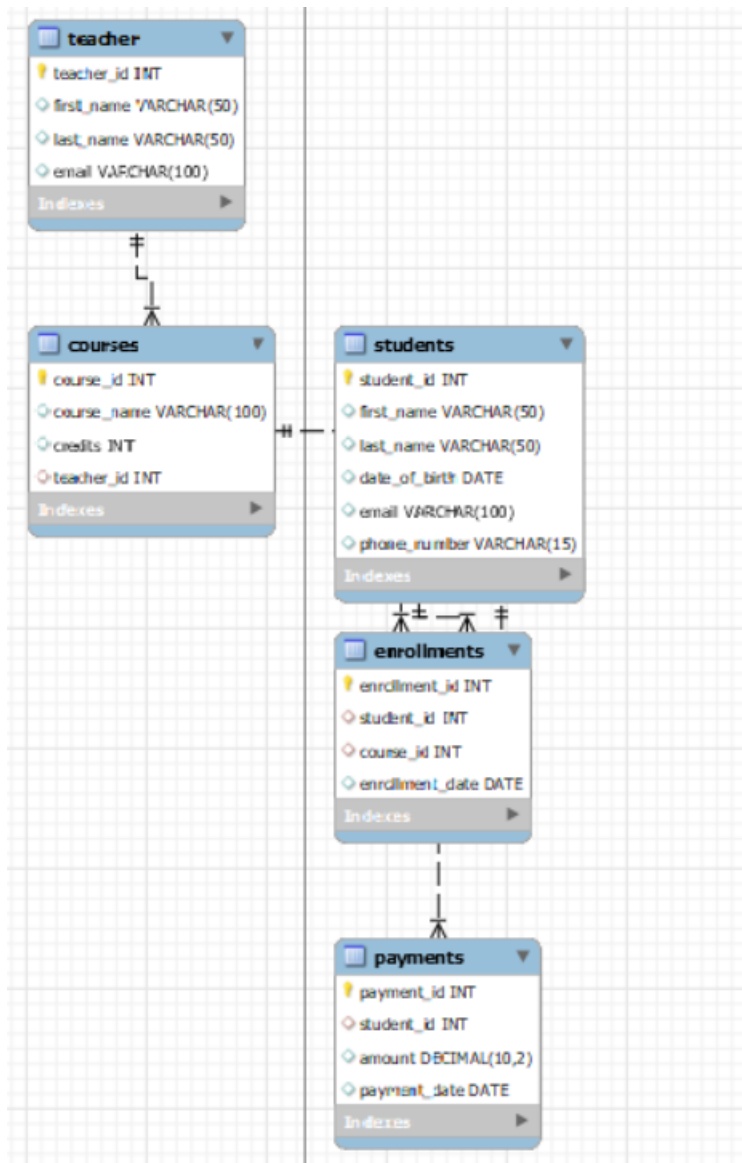 teacher
teacher_id INT
first_name VARCHAR(50)
last_name VARCHAR(50)
email VARCHAR(100)
Indexes
courses
course_id INT
course_name VARCHAR(100)
credits INT
teacher_id INT
Indexes
students
student_id INT
first_name VARCHAR(50)
last_name VARCHAR(50)
date_of_birth DATE
email VARCHAR(100)
phone_number VARCHAR(15)
Indexes
enrollments
enrollment_id INT
student_id INT
course_id INT
enrollment_date DATE
Indexes
payments
payment_id INT
student_id INT
amount DECIMAL(10,2)
payment_date DATE
Indexes